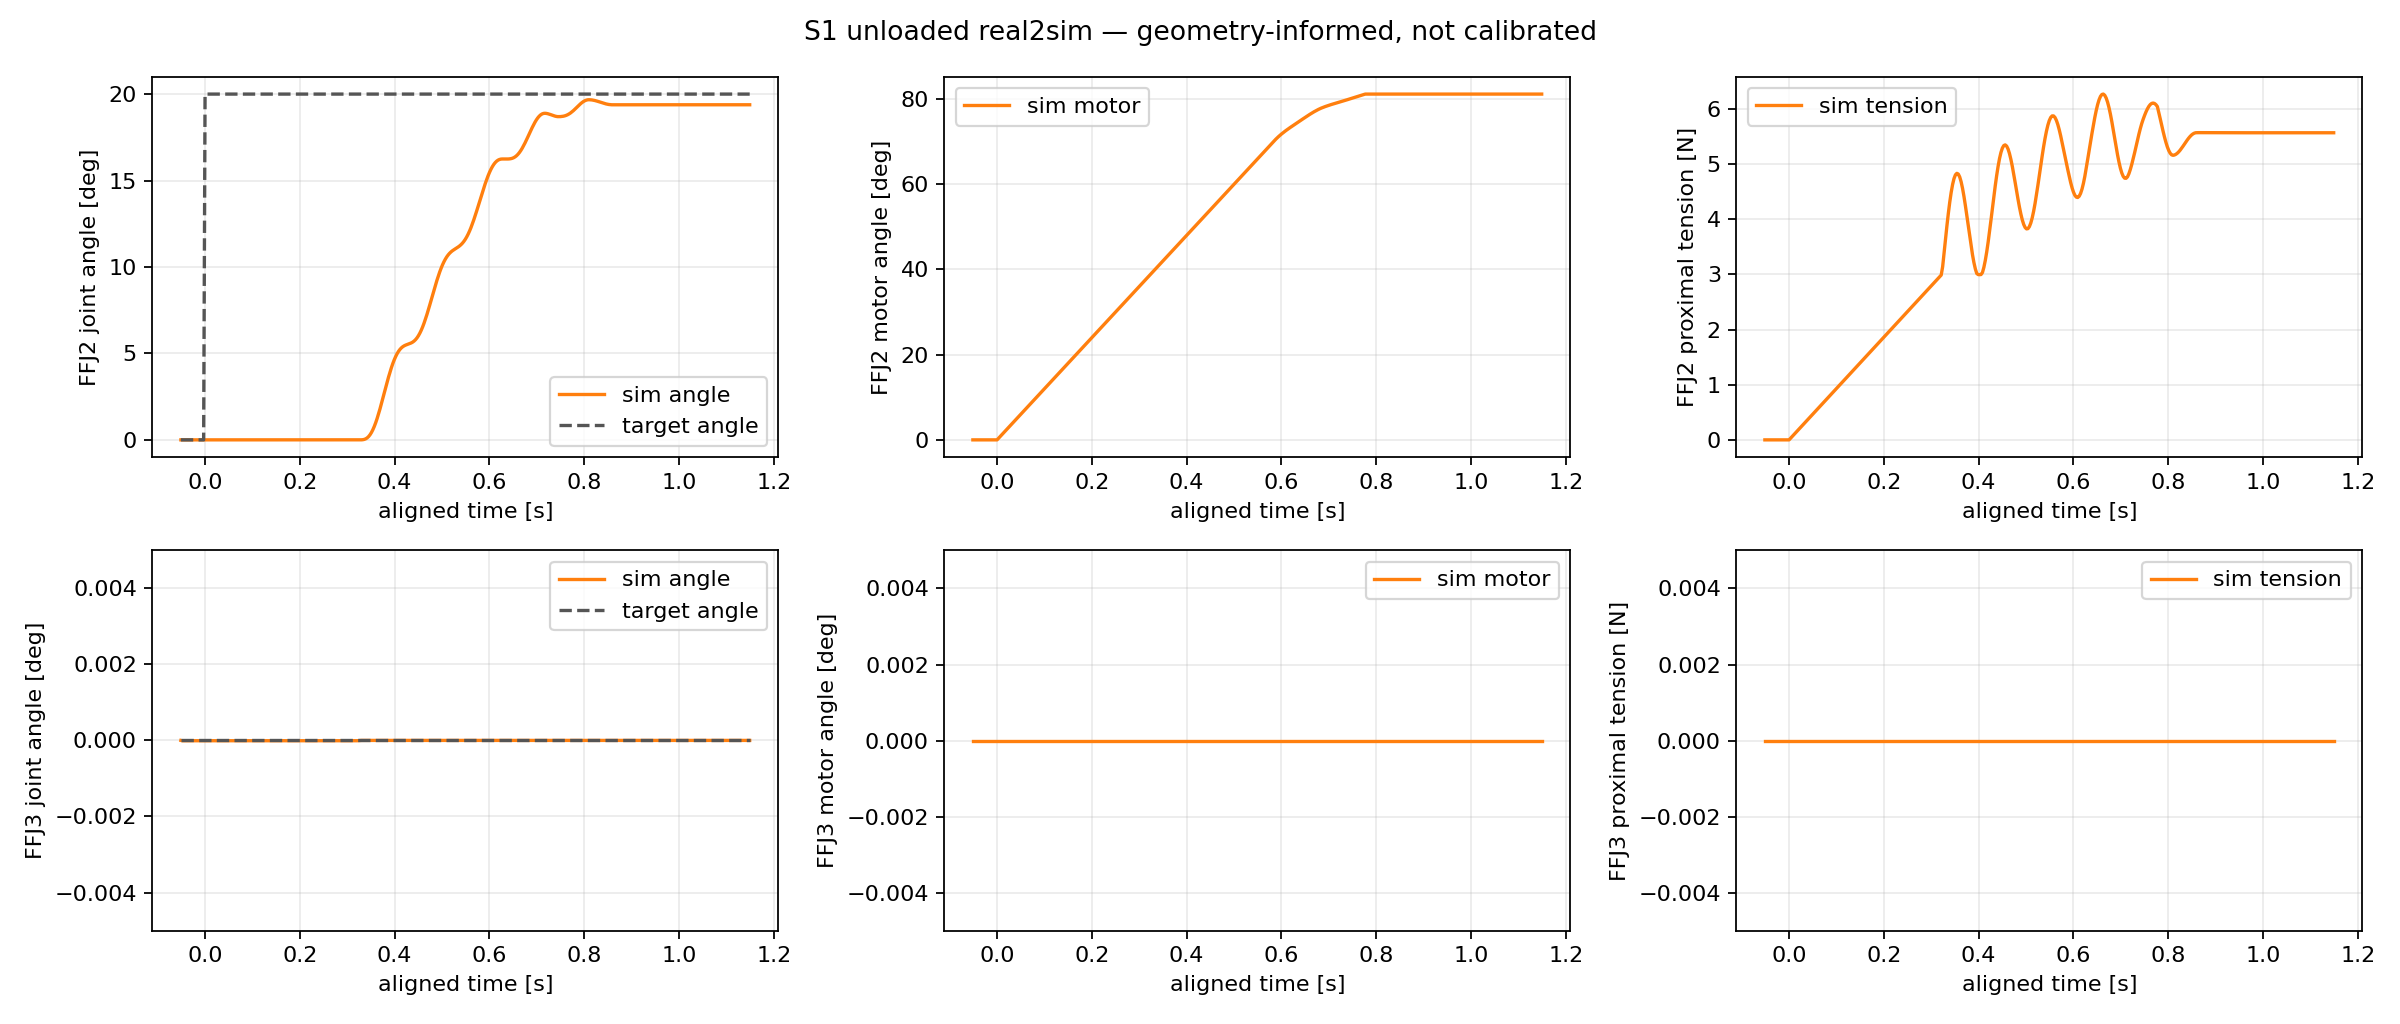 S1 unloaded real2sim — geometry-informed, not calibrated
FFJ2 joint angle [deg]
20
15
10
5
0
sim angle
target angle
0.0 0.2 0.4 0.6 0.8 1.0 1.2
aligned time [s]
FFJ2 motor angle [deg]
80
60
40
20
0
sim motor
0.0 0.2 0.4 0.6 0.8 1.0 1.2
aligned time [s]
FFJ2 proximal tension [N]
6
5
4
3
2
1
0
sim tension
0.0 0.2 0.4 0.6 0.8 1.0 1.2
aligned time [s]
FFJ3 joint angle [deg]
0.004
0.002
0.000
−0.002
−0.004
sim angle
target angle
0.0 0.2 0.4 0.6 0.8 1.0 1.2
aligned time [s]
FFJ3 motor angle [deg]
0.004
0.002
0.000
−0.002
−0.004
sim motor
0.0 0.2 0.4 0.6 0.8 1.0 1.2
aligned time [s]
FFJ3 proximal tension [N]
0.004
0.002
0.000
−0.002
−0.004
sim tension
0.0 0.2 0.4 0.6 0.8 1.0 1.2
aligned time [s]